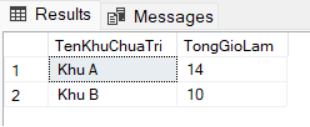 Results Messages
TenKhuChuaTri TongGioLam
1 Khu A 14
2 Khu B 10